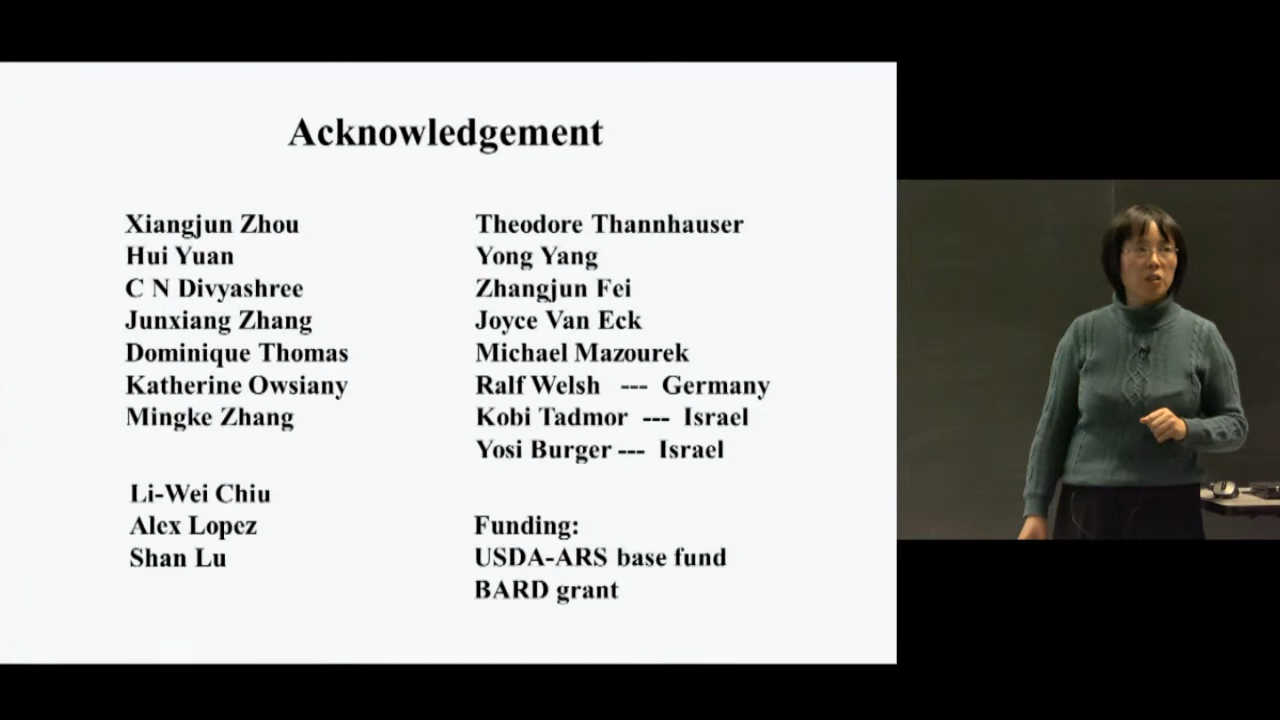 Acknowledgement
Xiangjun Zhou
Hui Yuan
C N Divyashree
Junxiang Zhang
Dominique Thomas
Katherine Owsiany
Mingke Zhang
Li-Wei Chiu
Alex Lopez
Shan Lu
Theodore Thannhauser
Yong Yang
Zhangjun Fei
Joyce Van Eck
Michael Mazourek
Ralf Welsh --- Germany
Kobi Tadmor --- Israel
Yosi Burger --- Israel
Funding:
USDA-ARS base fund
BARD grant